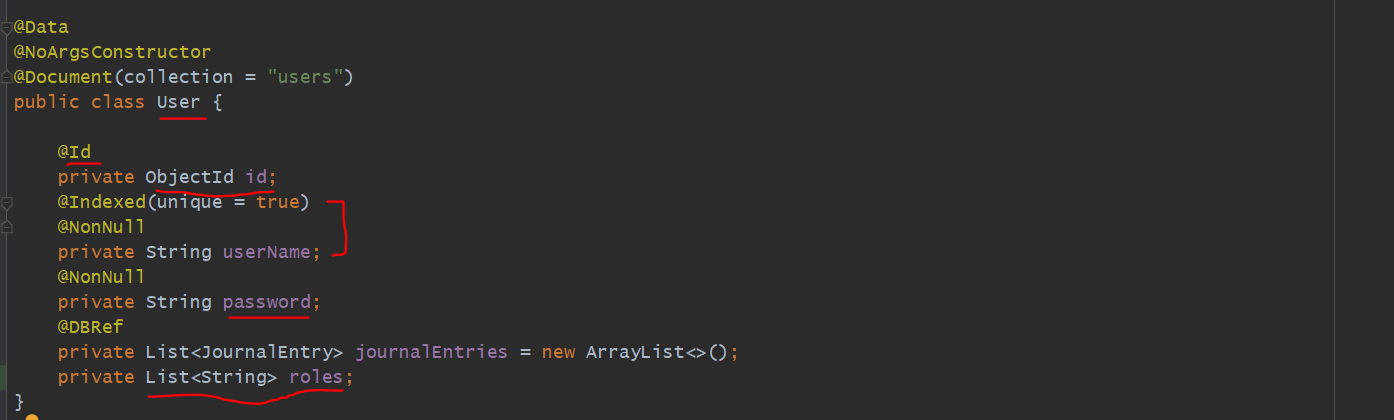 @Data
@NoArgsConstructor
@Document(collection = "users")
public class User {
@Id
private ObjectId id;
@Indexed(unique = true)
@NonNull
private String userName;
@NonNull
private String password;
@DBRef
private List<JournalEntry> journalEntries = new ArrayList<>();
private List<String> roles;
}